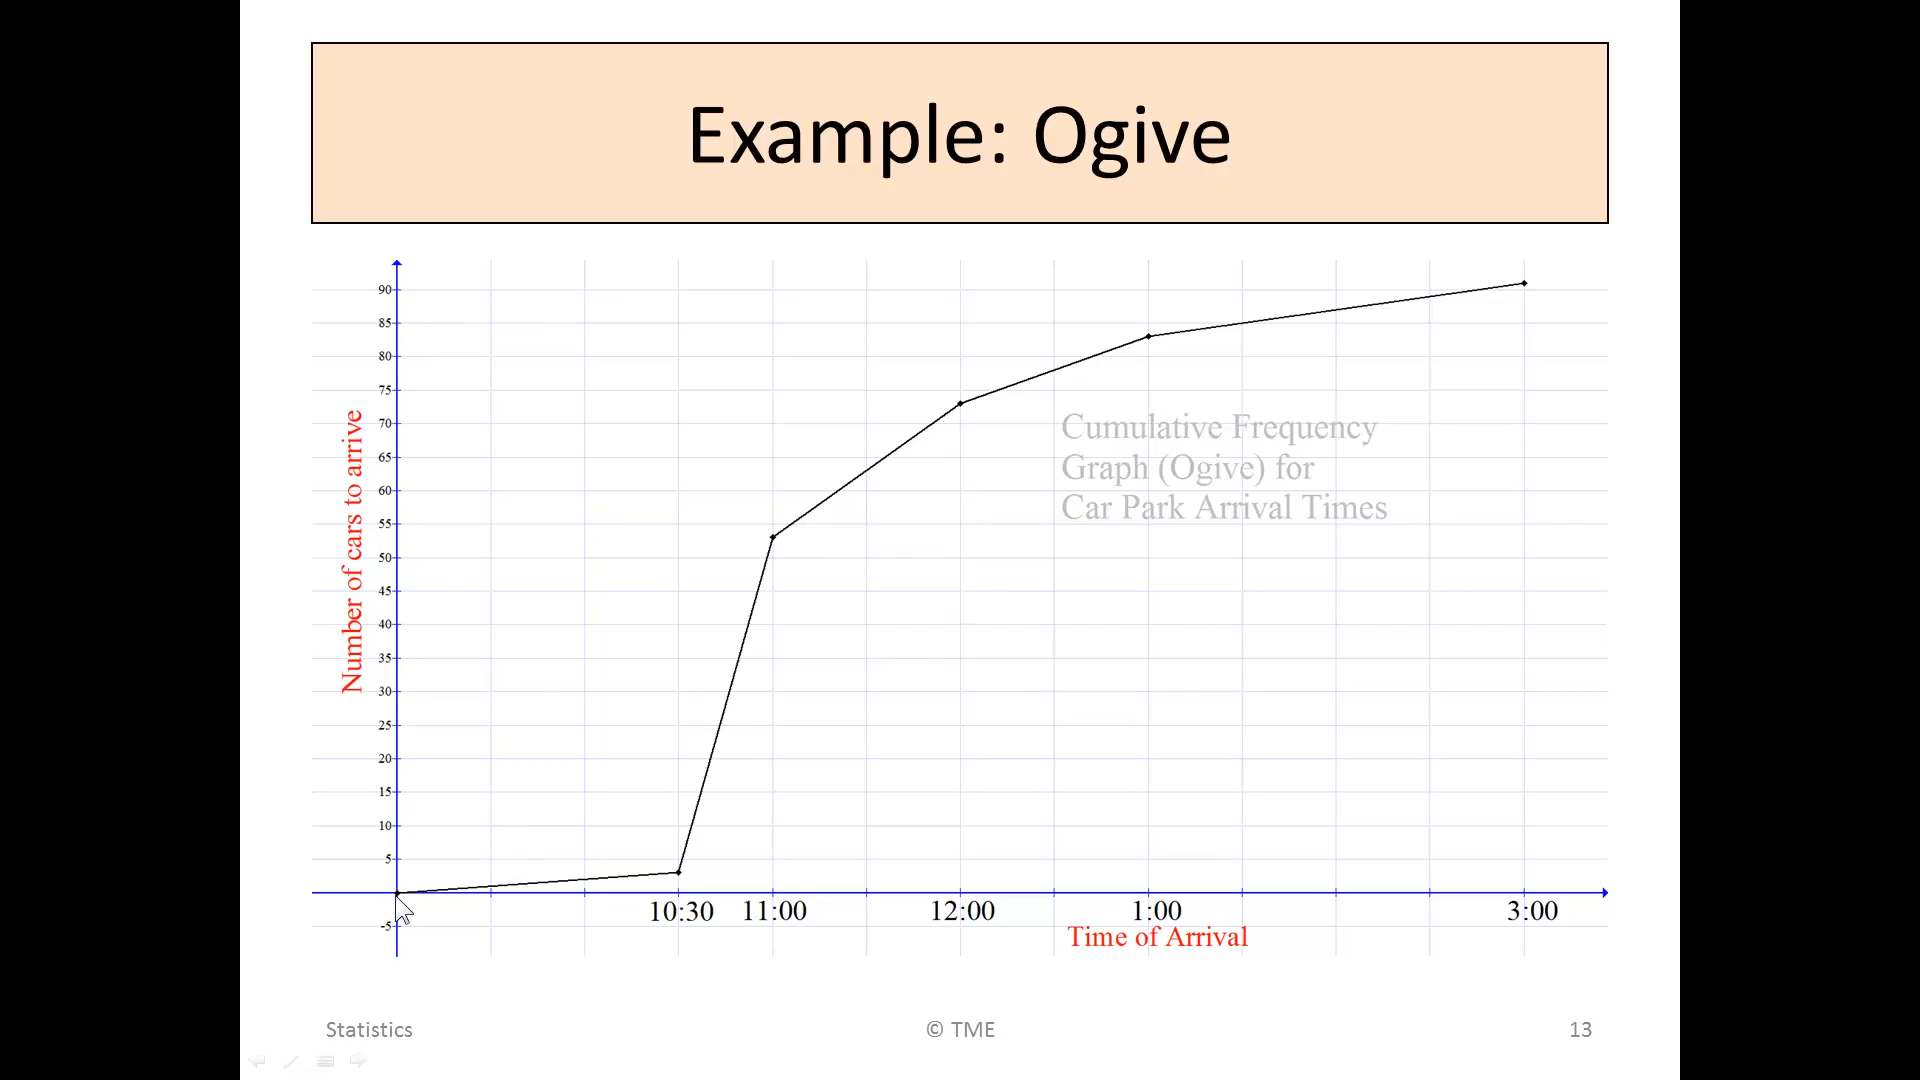 Example: Ogive
90
85
80
75
70
65
60
55
50
45
40
35
30
25
20
15
10
5
-5
Number of cars to arrive
Cumulative Frequency
Graph (Ogive) for
Car Park Arrival Times
10:30 11:00 12:00 1:00 3:00
Time of Arrival
Statistics © TME 13